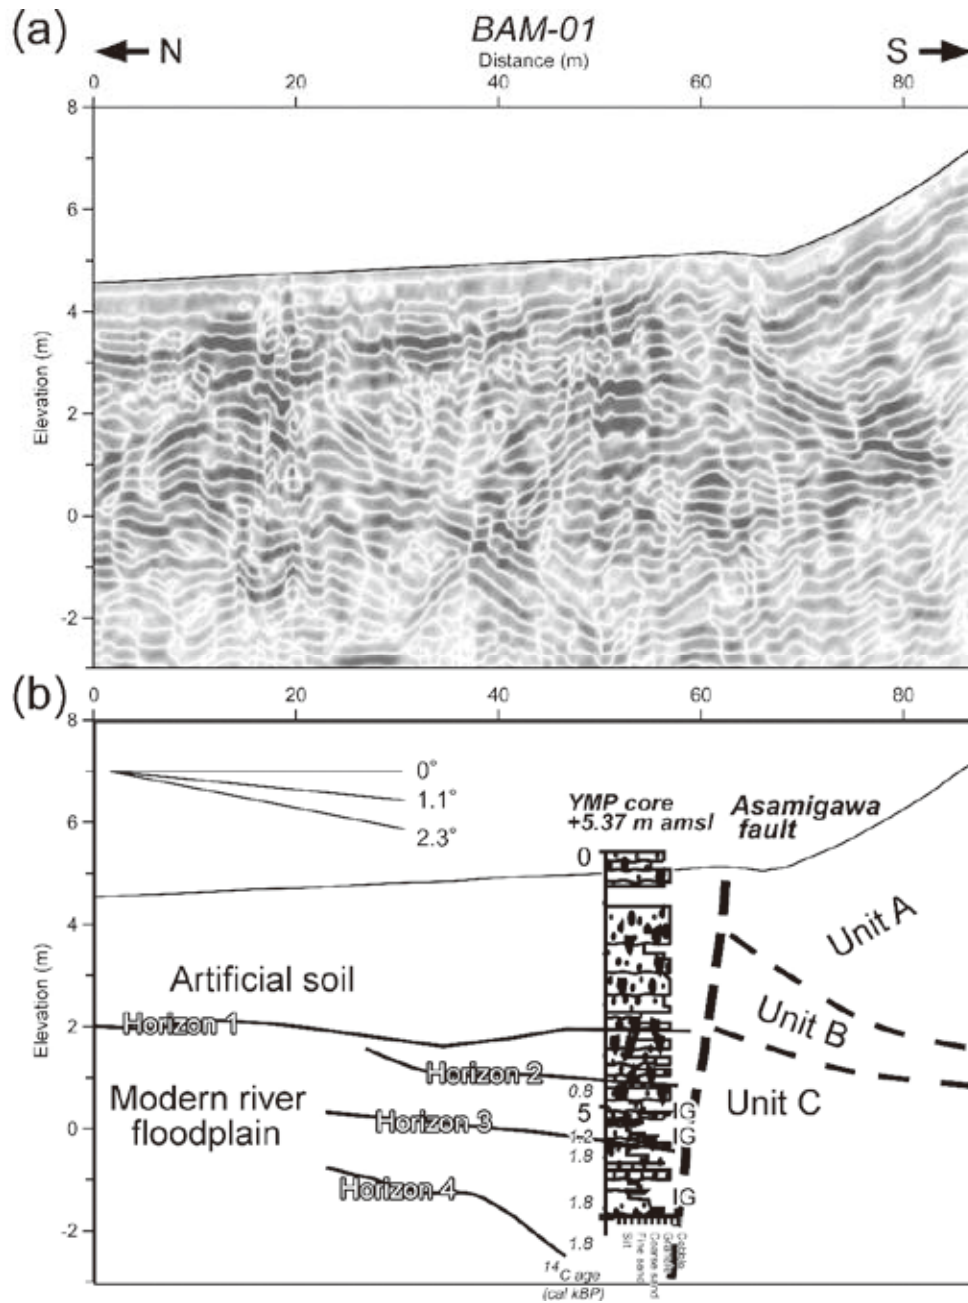 (a)
BAM-01
N
S
Distance (m)
0 20 40 60 80
8
6
4
2
0
-2
Elevation (m)
(b)
0 20 40 60 80
8
6
4
2
0
-2
Elevation (m)
0°
1.1°
2.3°
YMP core
+5.37 m amsl
Asamigawa
fault
0
Unit A
Artificial soil
Horizon 1
Unit B
Horizon 2
0.8
Unit C
Modern river
floodplain
5
IG
Horizon 3
1.2
IG
1.8
Horizon 4
1.8
IG
1.8
Silt
Fine sand
Coarse sand
Granule
Cobble
14C age
(cal kBP)